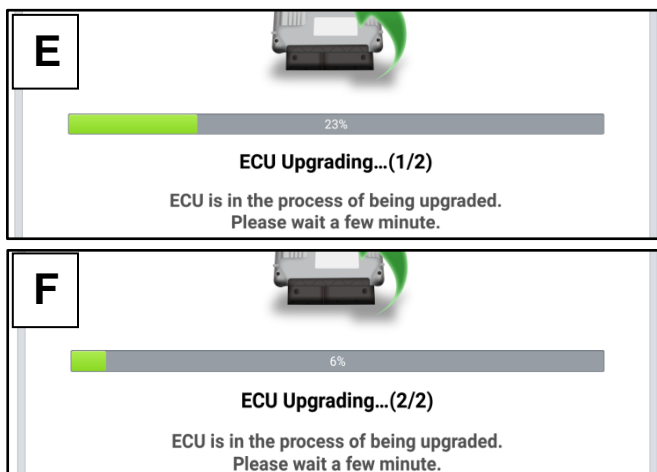 E
23%
ECU Upgrading...(1/2)
ECU is in the process of being upgraded.
Please wait a few minute.
F
6%
ECU Upgrading...(2/2)
ECU is in the process of being upgraded.
Please wait a few minute.